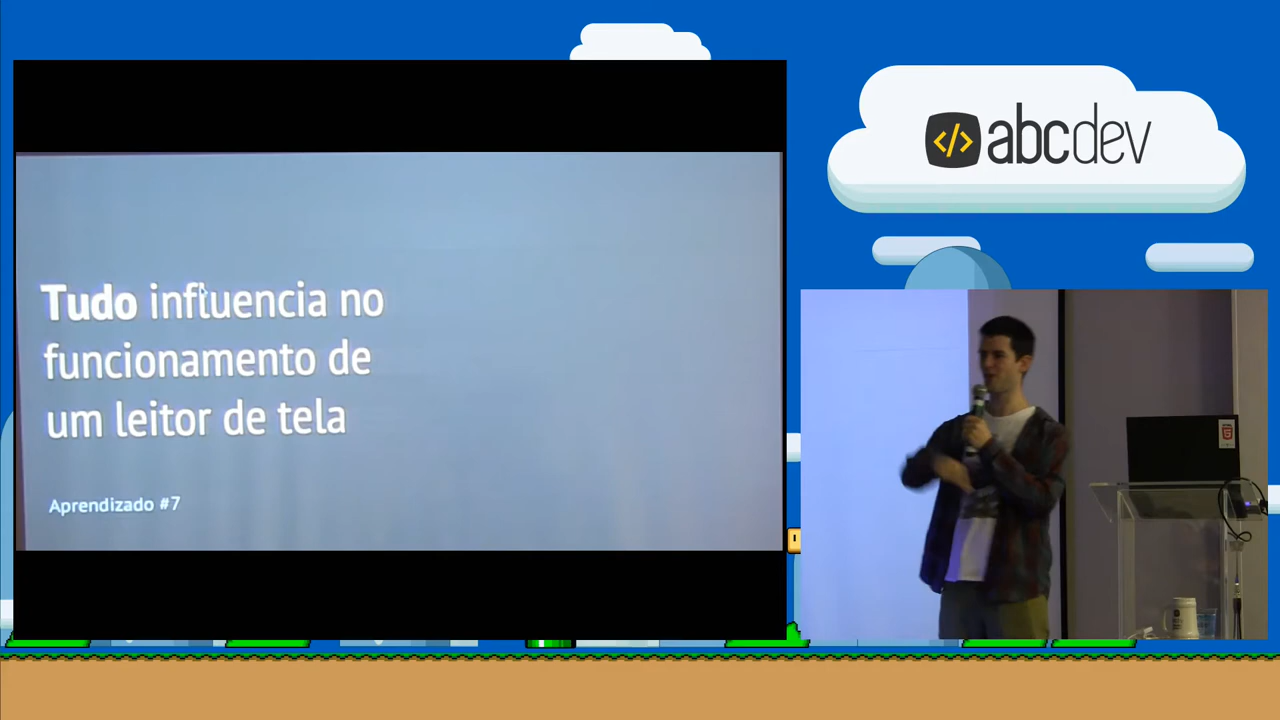 Tudo influencia no
funcionamento de
um leitor de tela
Aprendizado #7
</> abcdev